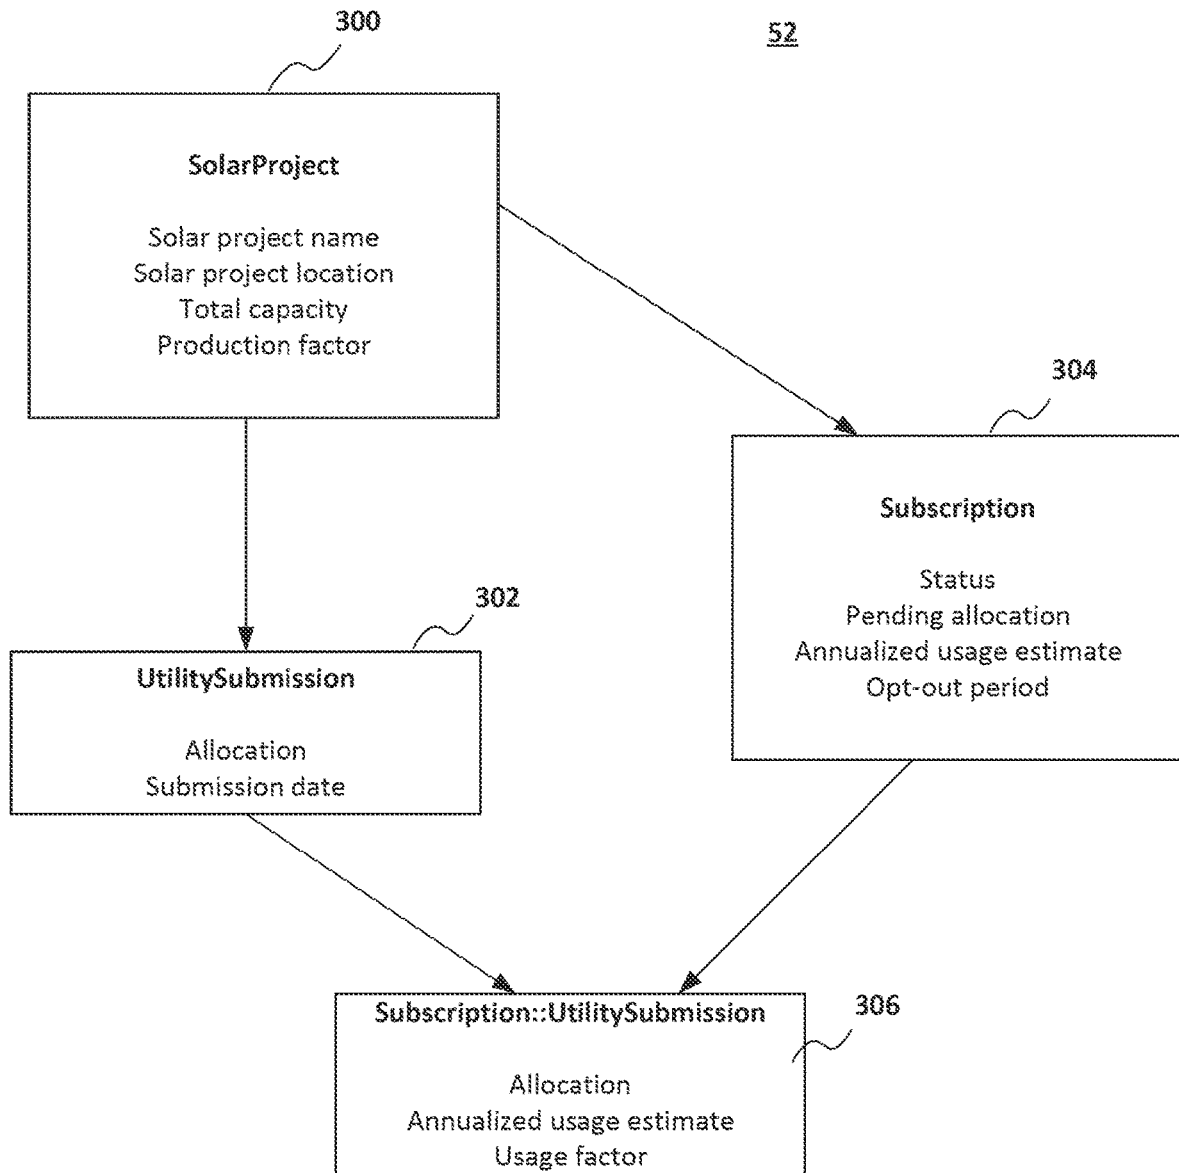 300
52
SolarProject
Solar project name
Solar project location
Total capacity
Production factor
304
Subscription
Status
Pending allocation
Annualized usage estimate
Opt-out period
302
UtilitySubmission
Allocation
Submission date
Subscription::UtilitySubmission
306
Allocation
Annualized usage estimate
Usage factor